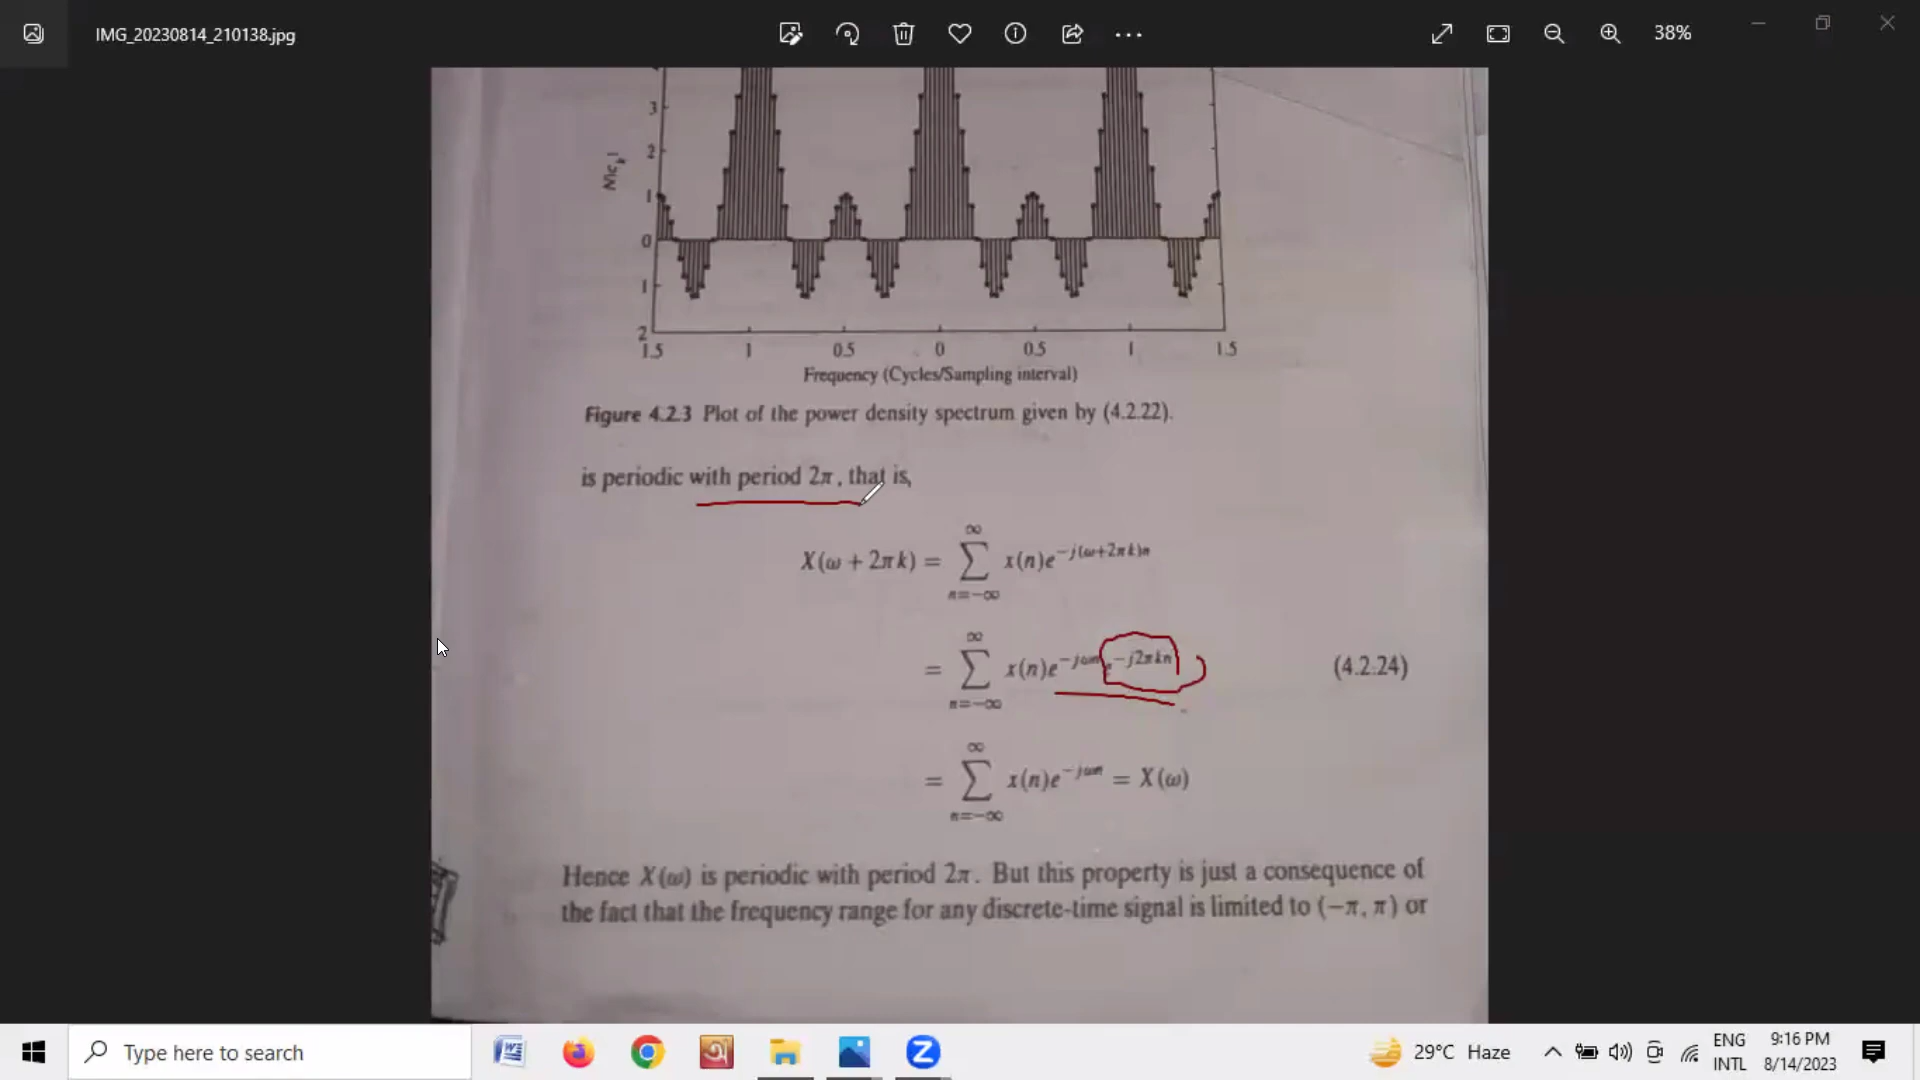 IMG_20230814_210138.jpg
38%
3
2
N|c_k|
1
0
1
2
1.5 1 0.5 0 0.5 1 1.5
Frequency (Cycles/Sampling interval)
Figure 4.2.3 Plot of the power density spectrum given by (4.2.22).
is periodic with period 2π, that is,
X(ω + 2πk) = ∑_{n=−∞}^{∞} x(n)e^{−j(ω+2πk)n}
= ∑_{n=−∞}^{∞} x(n)e^{−jωn}e^{−j2πkn} (4.2.24)
= ∑_{n=−∞}^{∞} x(n)e^{−jωn} = X(ω)
Hence X(ω) is periodic with period 2π. But this property is just a consequence of
the fact that the frequency range for any discrete-time signal is limited to (−π, π) or
Type here to search
29°C Haze
ENG
INTL
9:16 PM
8/14/2023